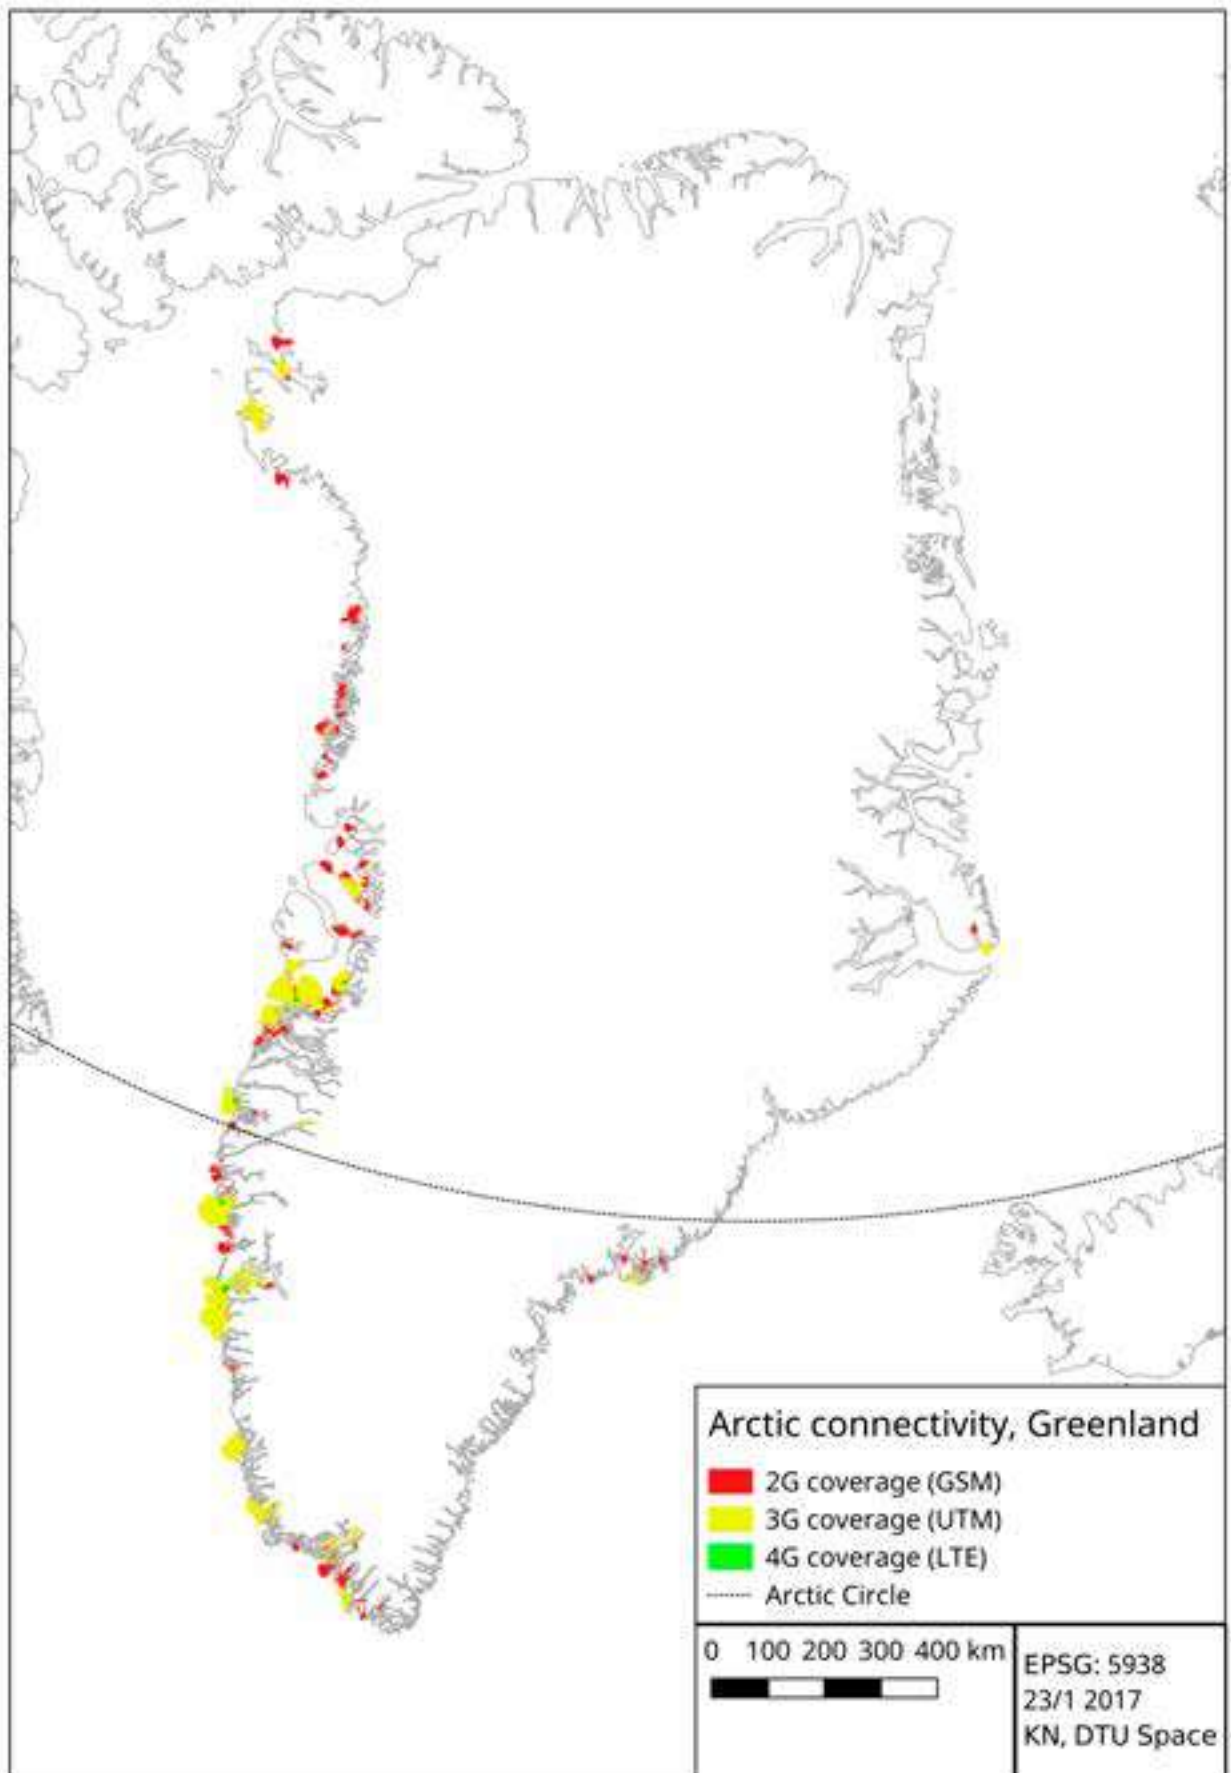 Arctic connectivity, Greenland
2G coverage (GSM)
3G coverage (UTM)
4G coverage (LTE)
Arctic Circle
0 100 200 300 400 km
EPSG: 5938
23/1 2017
KN, DTU Space